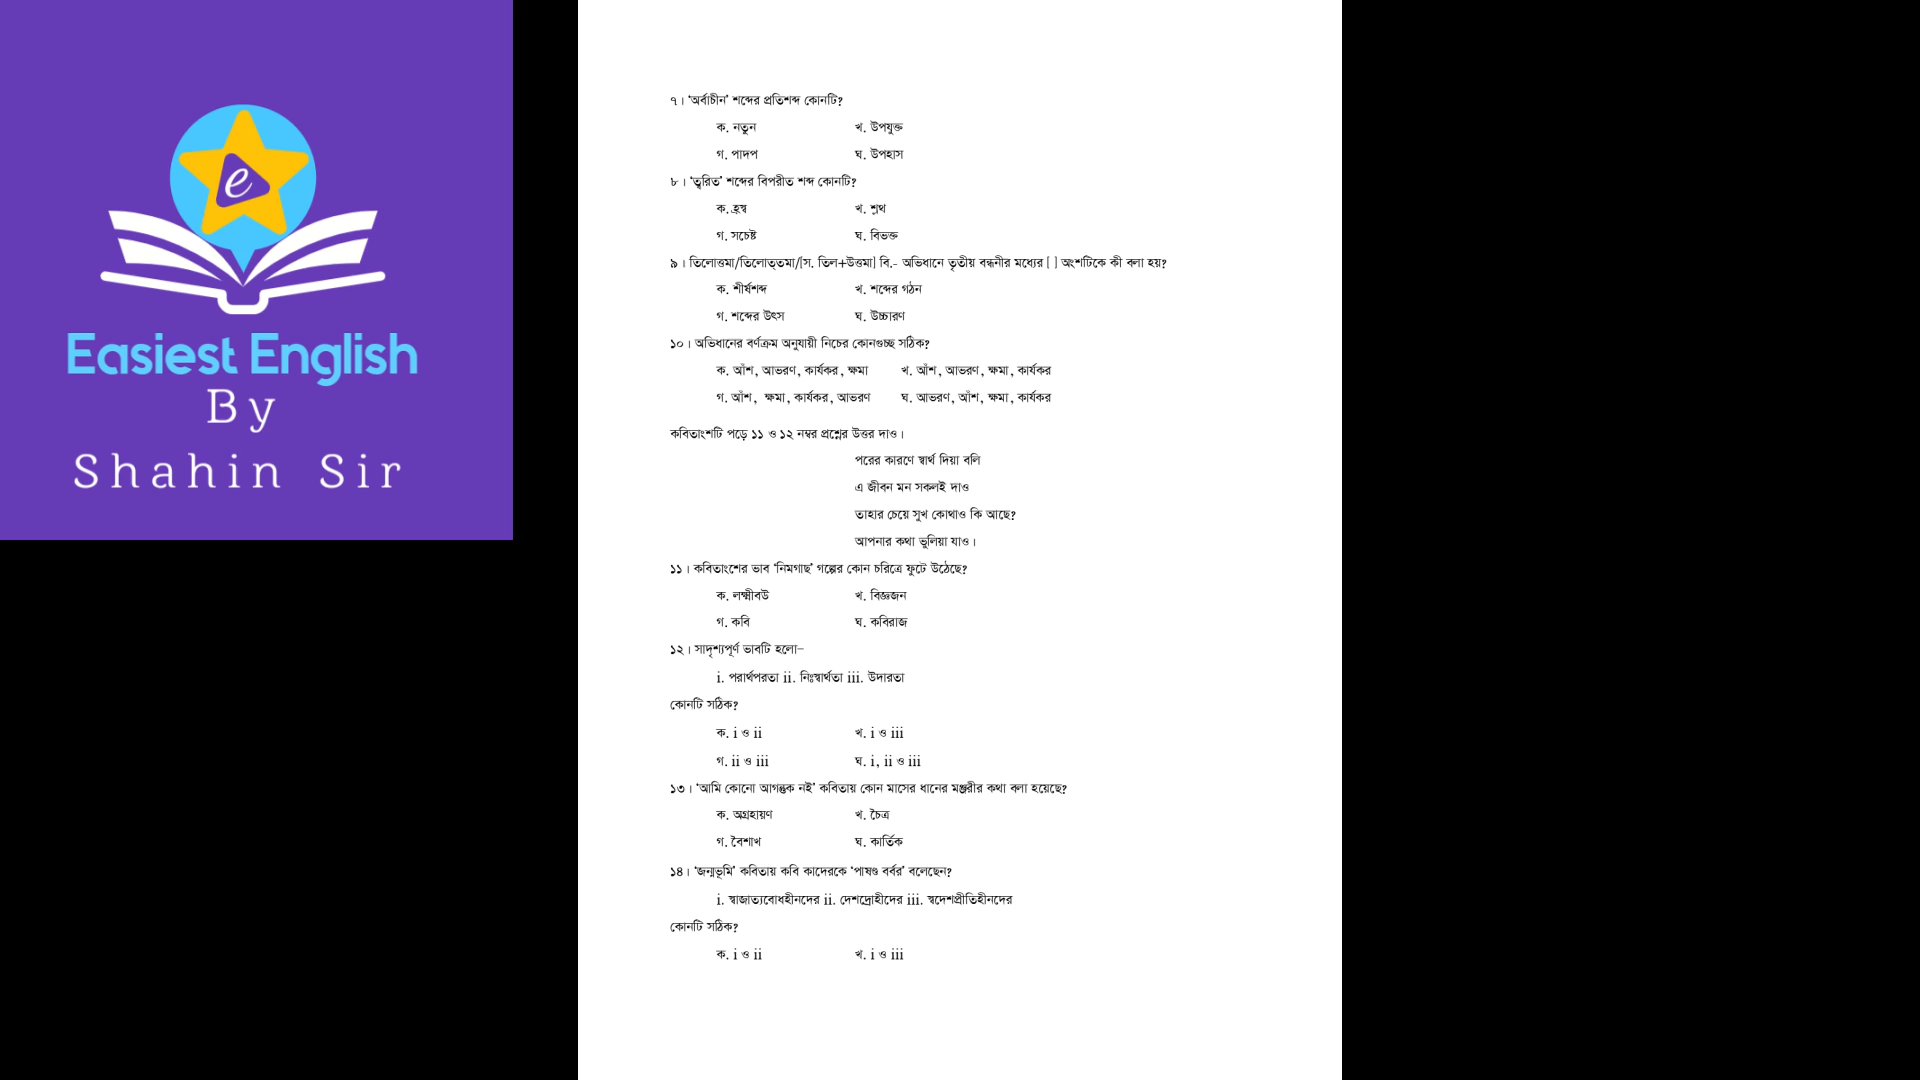 e
Easiest English
By
Shahin Sir
৭। ‘অর্বাচীন’ শব্দের প্রতিশব্দ কোনটি?
ক. নতুন খ. উপযুক্ত
গ. পাদপ ঘ. উপহাস
৮। ‘ত্বরিত’ শব্দের বিপরীত শব্দ কোনটি?
ক. হ্রস্ব খ. শ্লথ
গ. সচেষ্ট ঘ. বিভক্ত
৯। তিলোত্তমা/তিলোত্‌তমা/[স. তিল+উত্তমা] বি.- অভিধানে তৃতীয় বন্ধনীর মধ্যের [ ] অংশটিকে কী বলা হয়?
ক. শীর্ষশব্দ খ. শব্দের গঠন
গ. শব্দের উৎস ঘ. উচ্চারণ
১০। অভিধানের বর্ণক্রম অনুযায়ী নিচের কোনগুচ্ছ সঠিক?
ক. আঁশ, আভরণ, কার্যকর, ক্ষমা খ. আঁশ, আভরণ, ক্ষমা, কার্যকর
গ. আঁশ, ক্ষমা, কার্যকর, আভরণ ঘ. আভরণ, আঁশ, ক্ষমা, কার্যকর
কবিতাংশটি পড়ে ১১ ও ১২ নম্বর প্রশ্নের উত্তর দাও।
পরের কারণে স্বার্থ দিয়া বলি
এ জীবন মন সকলই দাও
তাহার চেয়ে সুখ কোথাও কি আছে?
আপনার কথা ভুলিয়া যাও।
১১। কবিতাংশের ভাব ‘নিমগাছ’ গল্পের কোন চরিত্রে ফুটে উঠেছে?
ক. লক্ষ্মীবউ খ. বিজ্ঞজন
গ. কবি ঘ. কবিরাজ
১২। সাদৃশ্যপূর্ণ ভাবটি হলো–
i. পরার্থপরতা ii. নিঃস্বার্থতা iii. উদারতা
কোনটি সঠিক?
ক. i ও ii খ. i ও iii
গ. ii ও iii ঘ. i, ii ও iii
১৩। ‘আমি কোনো আগন্তুক নই’ কবিতায় কোন মাসের ধানের মঞ্জরীর কথা বলা হয়েছে?
ক. অগ্রহায়ণ খ. চৈত্র
গ. বৈশাখ ঘ. কার্তিক
১৪। ‘জন্মভূমি’ কবিতায় কবি কাদেরকে ‘পাষণ্ড বর্বর’ বলেছেন?
i. স্বাজাত্যবোধহীনদের ii. দেশদ্রোহীদের iii. স্বদেশপ্রীতিহীনদের
কোনটি সঠিক?
ক. i ও ii খ. i ও iii